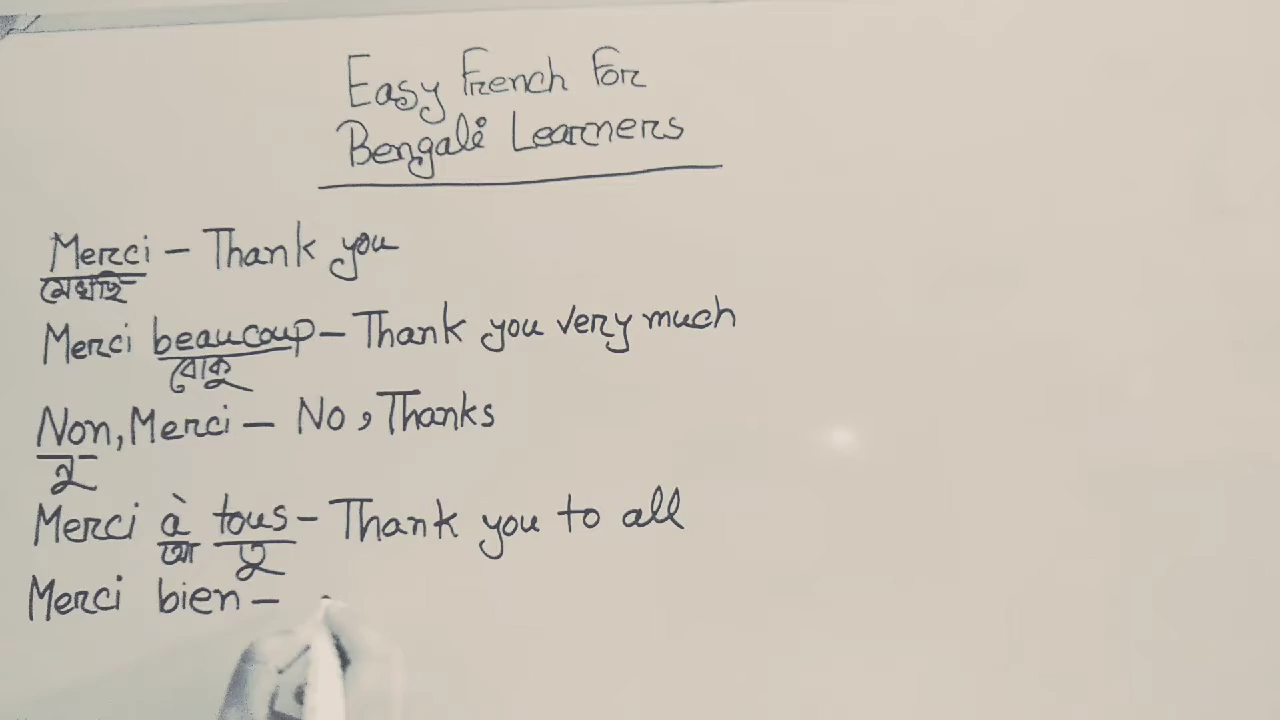 Easy French For
Bengali Learners
Merci - Thank you
মেখছি
Merci beaucoup - Thank you very much
বোকু
Non, Merci - No, Thanks
Merci à tous - Thank you to all
আ তু
Merci bien -